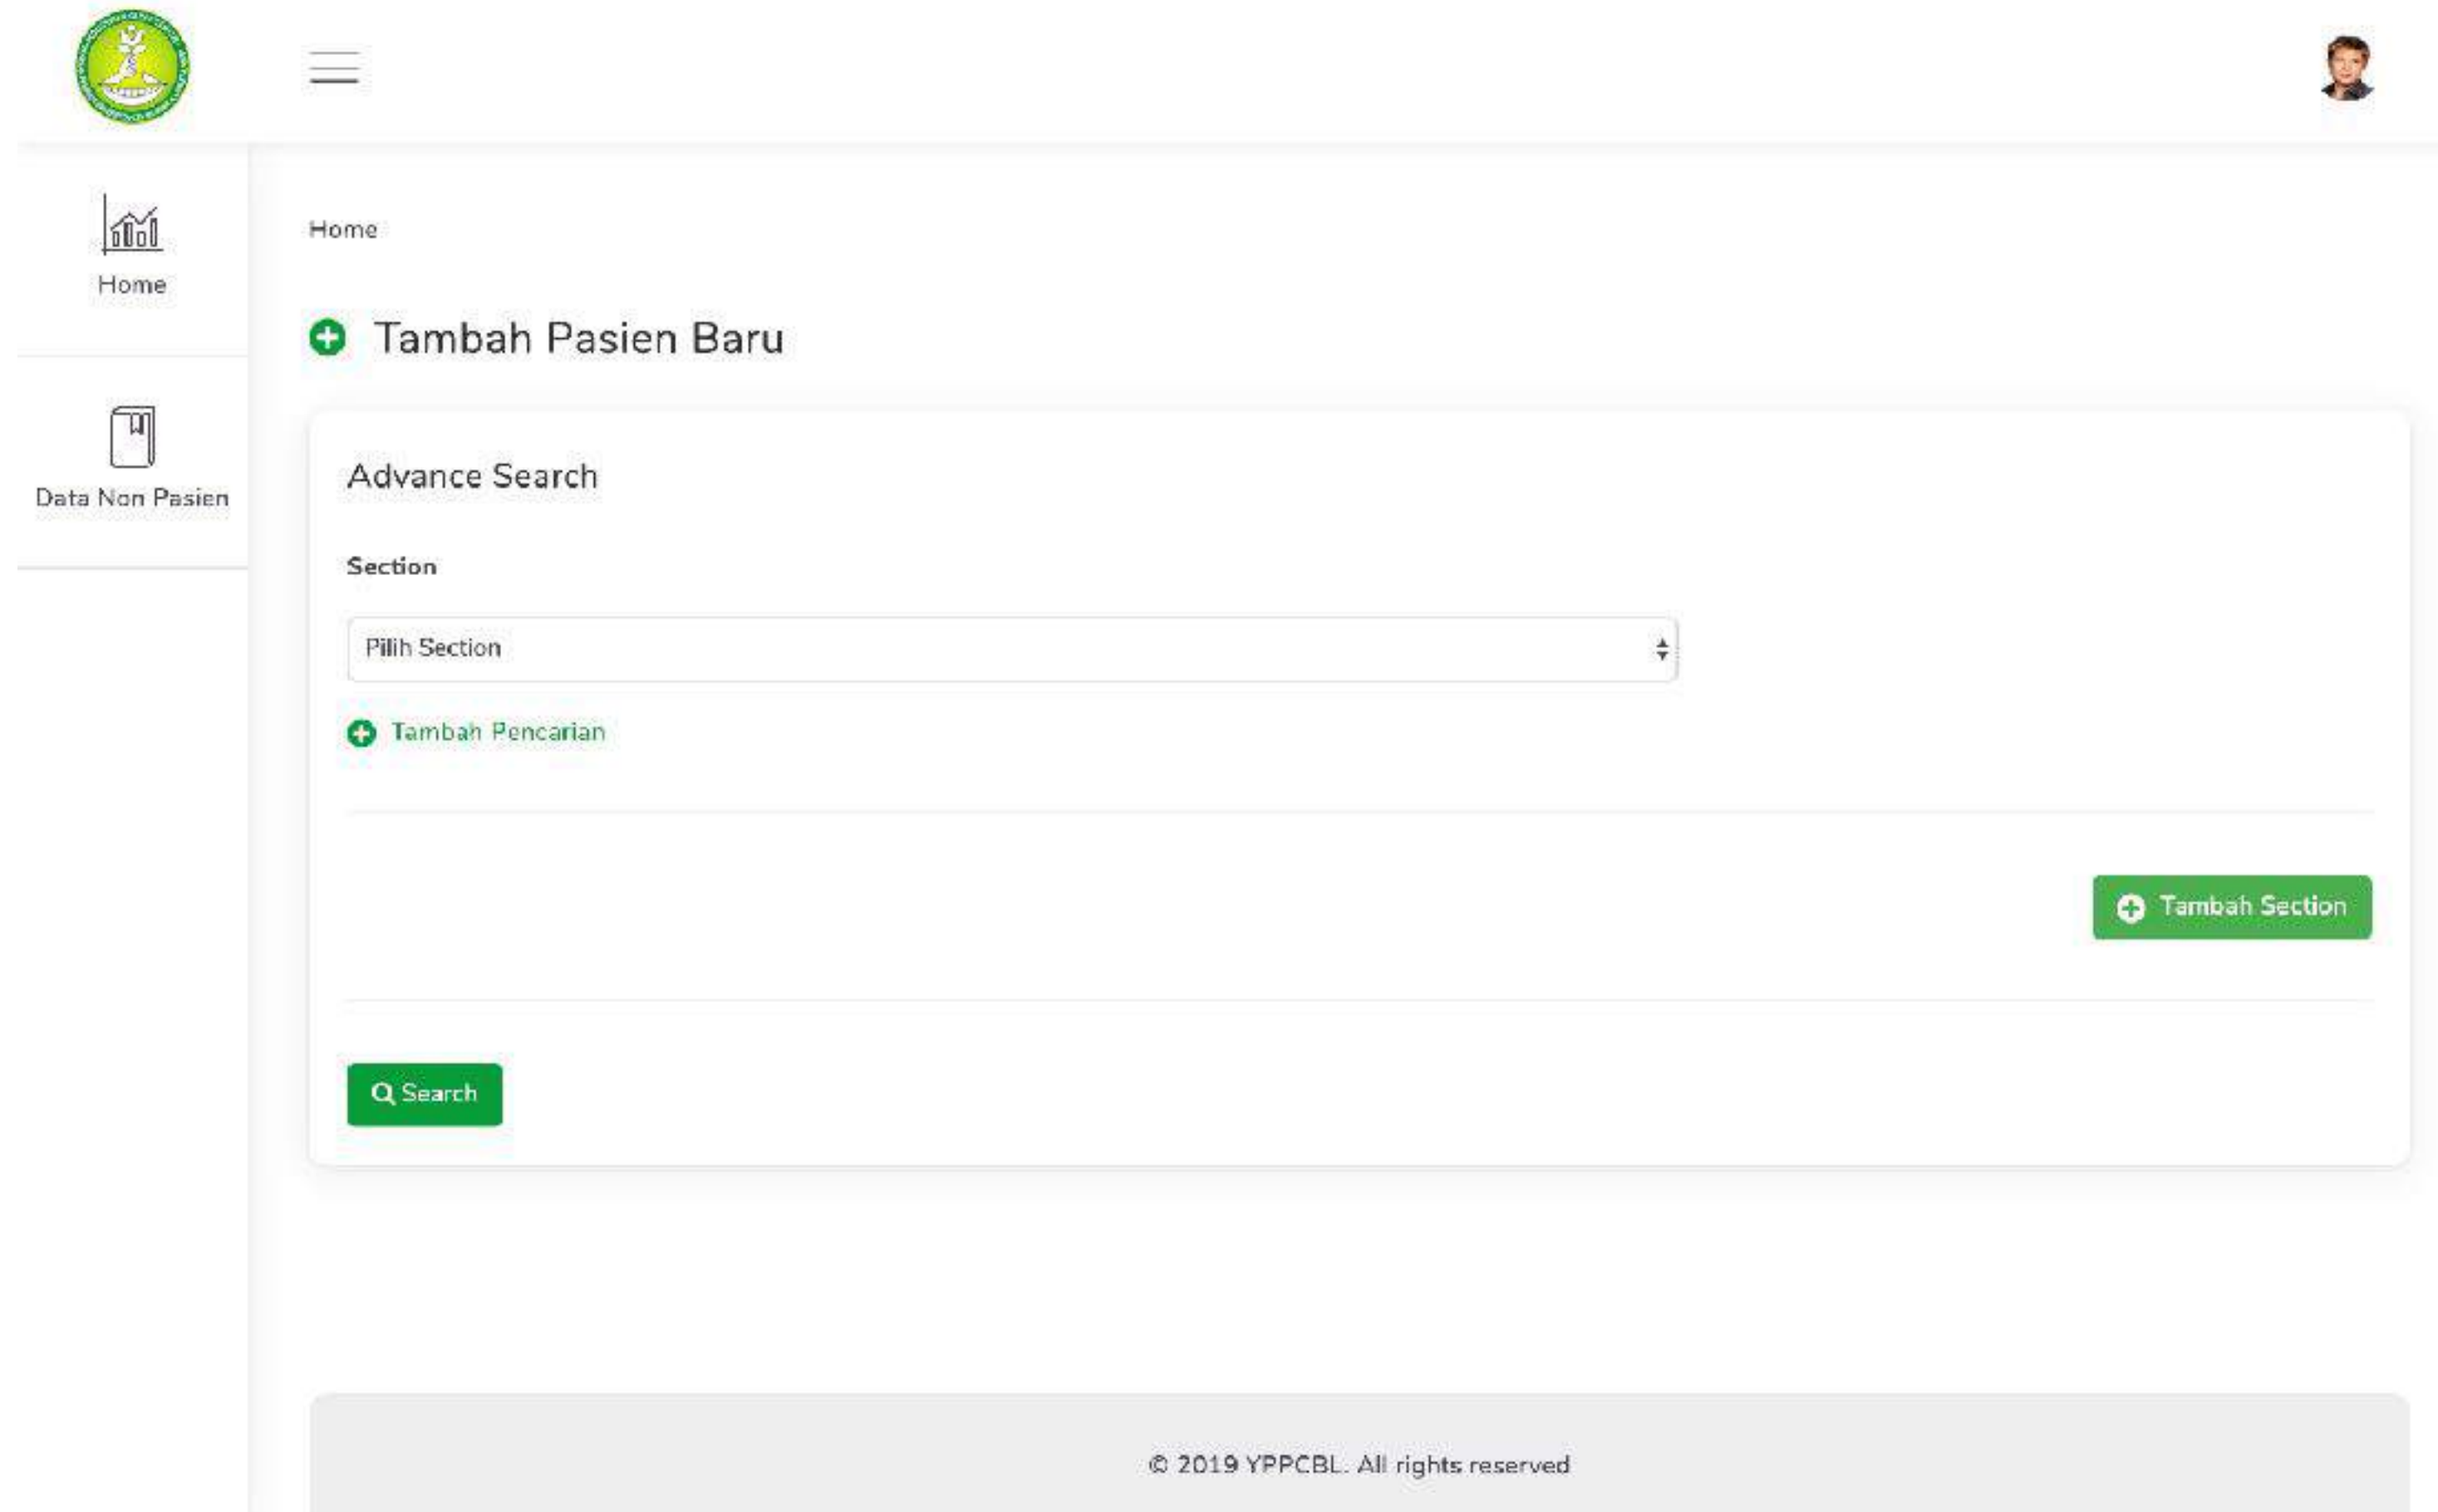 Home
Data Non Pasien
Home
Tambah Pasien Baru
Advance Search
Section
Pilih Section
Tambah Pencarian
Tambah Section
Search
© 2019 YPPCBL. All rights reserved